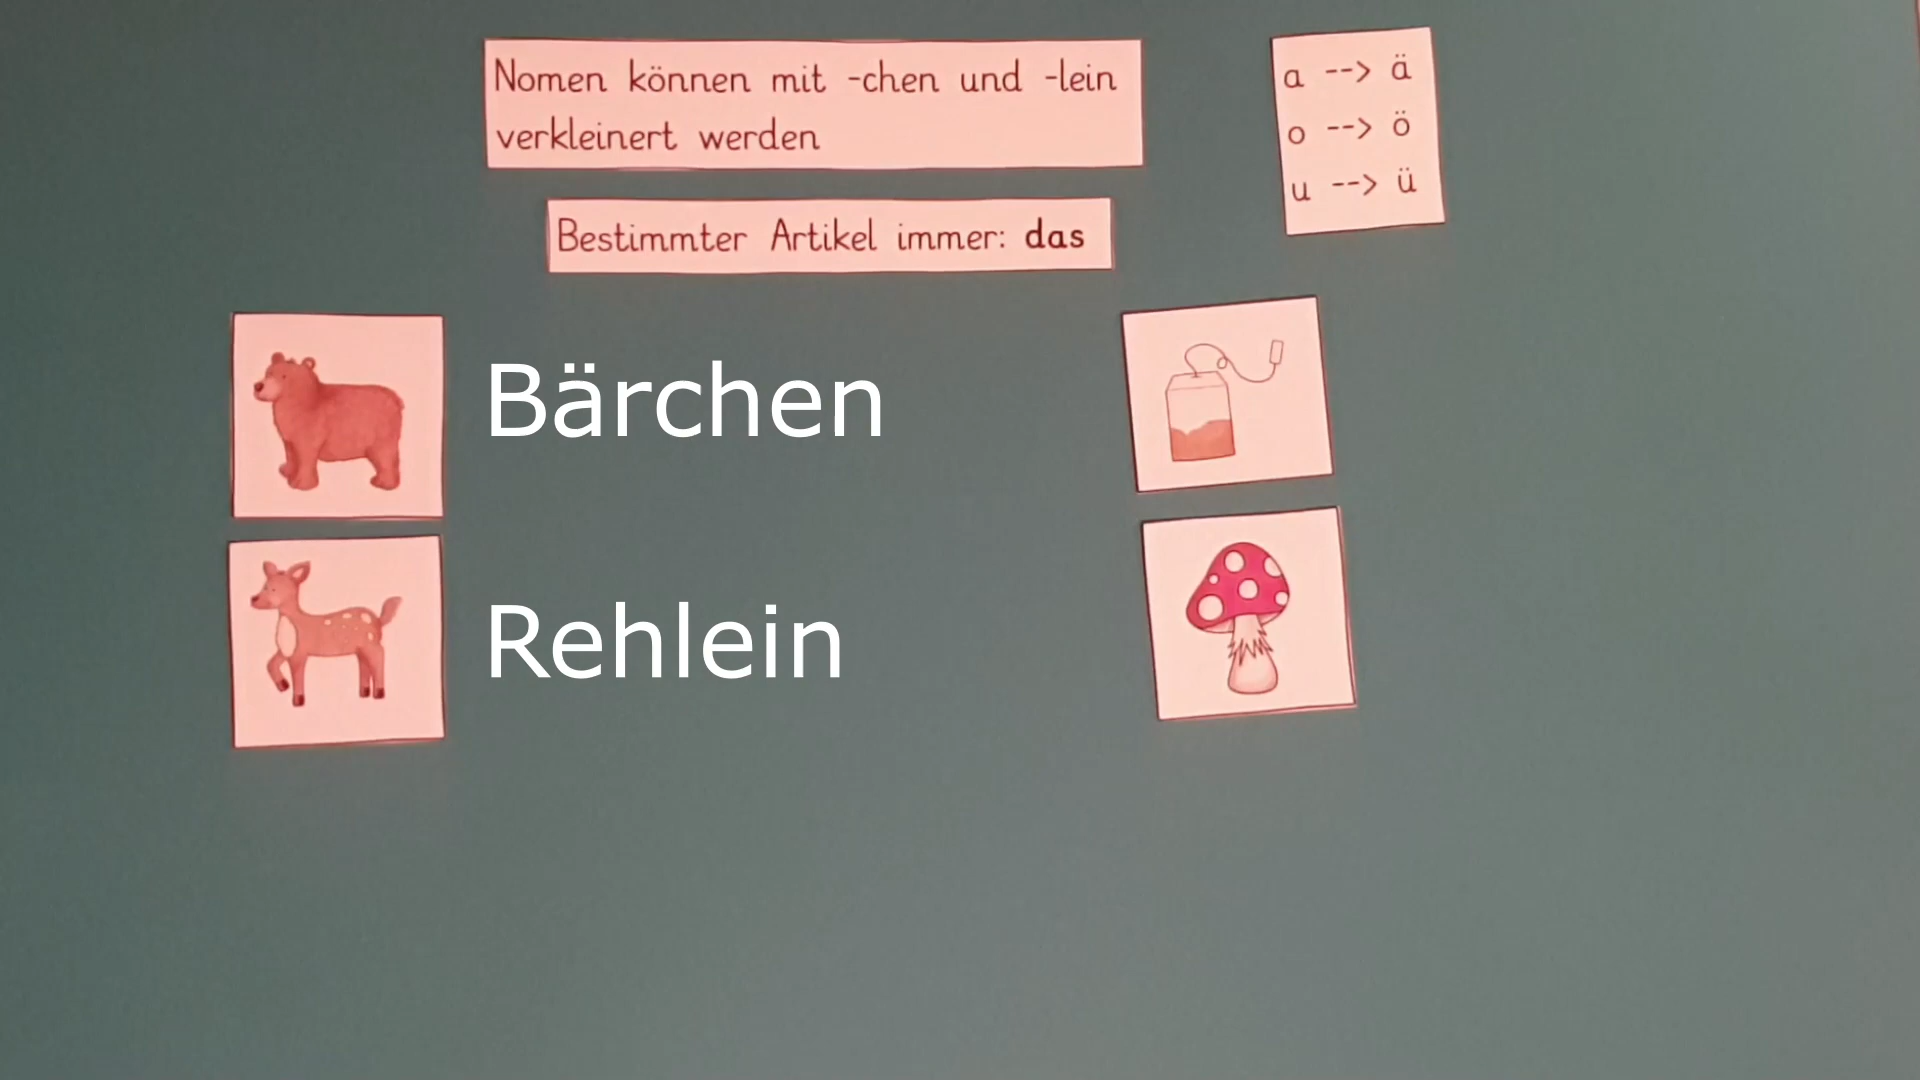 Nomen können mit -chen und -lein
verkleinert werden
Bestimmter Artikel immer: das
a --> ä
o --> ö
u --> ü
Bärchen
Rehlein